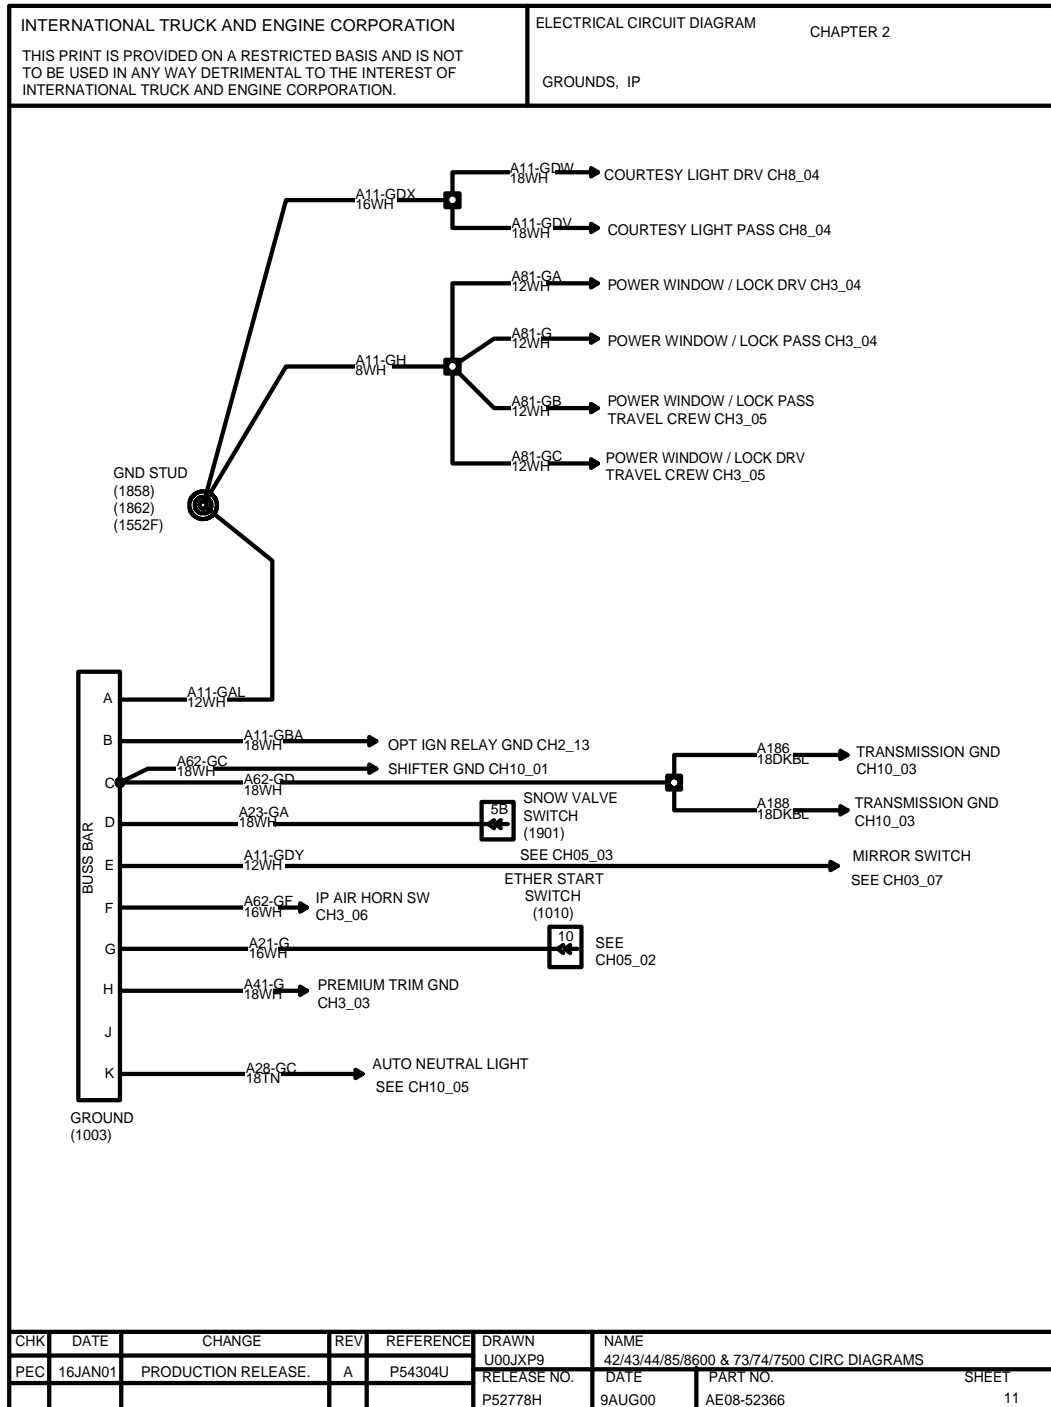 INTERNATIONAL TRUCK AND ENGINE CORPORATION
THIS PRINT IS PROVIDED ON A RESTRICTED BASIS AND IS NOT
TO BE USED IN ANY WAY DETRIMENTAL TO THE INTEREST OF
INTERNATIONAL TRUCK AND ENGINE CORPORATION.
ELECTRICAL CIRCUIT DIAGRAM
CHAPTER 2
GROUNDS, IP
A11-GDW
18WH
COURTESY LIGHT DRV CH8_04
A11-GDX
16WH
A11-GDV
18WH
COURTESY LIGHT PASS CH8_04
A81-GA
12WH
POWER WINDOW / LOCK DRV CH3_04
A81-G
12WH
POWER WINDOW / LOCK PASS CH3_04
A11-GH
8WH
A81-GB
12WH
POWER WINDOW / LOCK PASS
TRAVEL CREW CH3_05
A81-GC
12WH
POWER WINDOW / LOCK DRV
TRAVEL CREW CH3_05
GND STUD
(1858)
(1862)
(1552F)
BUSS BAR
A
A11-GAL
12WH
B
A11-GBA
18WH
OPT IGN RELAY GND CH2_13
A62-GC
18WH
SHIFTER GND CH10_01
C
A62-GD
18WH
A186
18DKBL
TRANSMISSION GND
CH10_03
A188
18DKBL
TRANSMISSION GND
CH10_03
D
A23-GA
18WH
5B
SNOW VALVE
SWITCH
(1901)
SEE CH05_03
E
A11-GDY
12WH
MIRROR SWITCH
SEE CH03_07
F
A62-GF
16WH
IP AIR HORN SW
CH3_06
ETHER START
SWITCH
(1010)
G
A21-G
16WH
10
SEE
CH05_02
H
A41-G
18WH
PREMIUM TRIM GND
CH3_03
J
K
A28-GC
18TN
AUTO NEUTRAL LIGHT
SEE CH10_05
GROUND
(1003)
CHK DATE CHANGE REV REFERENCE
PEC 16JAN01 PRODUCTION RELEASE. A P54304U
DRAWN
U00JXP9
NAME
42/43/44/85/8600 & 73/74/7500 CIRC DIAGRAMS
RELEASE NO.
P52778H
DATE
9AUG00
PART NO.
AE08-52366
SHEET
11